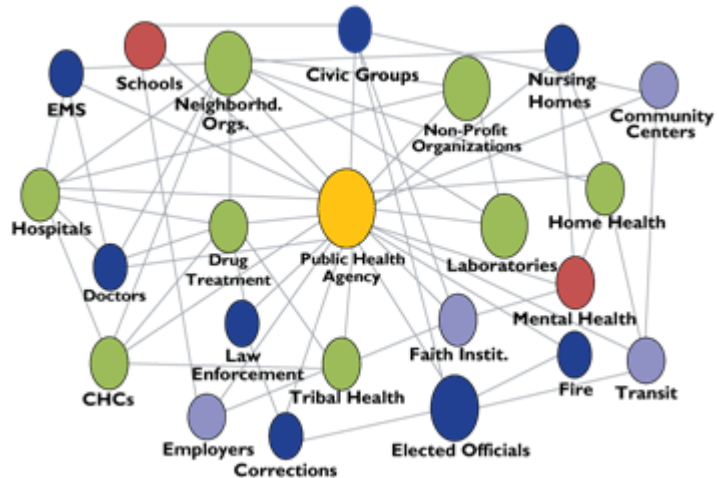 Schools
Civic Groups
EMS
Neighborhd.
Orgs.
Nursing
Homes
Non-Profit
Organizations
Community
Centers
Hospitals
Drug
Treatment
Public Health
Agency
Laboratories
Home Health
Doctors
Mental Health
Law
Enforcement
Faith Instit.
CHCs
Tribal Health
Fire
Transit
Employers
Corrections
Elected Officials